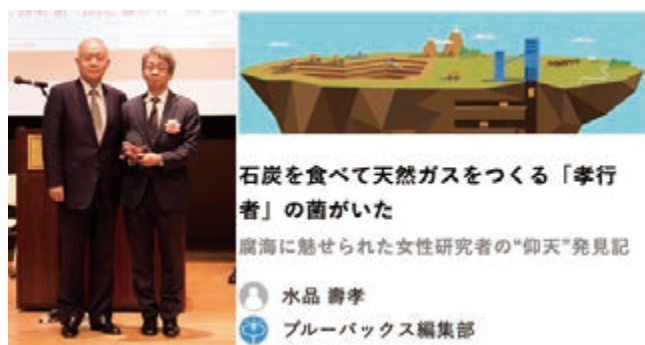 石炭を食べて天然ガスをつくる「孝行
者」の菌がいた
腐海に魅せられた女性研究者の“仰天”発見記
水品 壽孝
ブルーバックス編集部